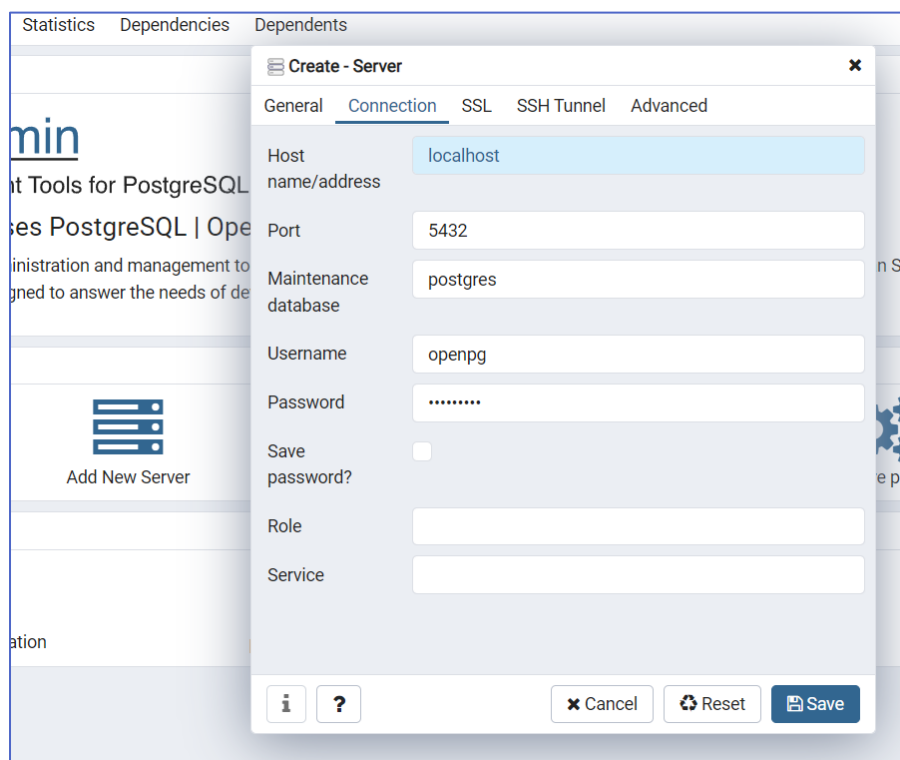 Statistics Dependencies Dependents
Create - Server
General Connection SSL SSH Tunnel Advanced
min
Host name/address
localhost
nt Tools for PostgreSQL
ses PostgreSQL | Ope
Port 5432
inistration and management to
n S
Maintenance database
postgres
gned to answer the needs of de
Username openpg
Password •••••••••
Save password?
Add New Server
e p
Role
Service
ation
i ? Cancel Reset Save